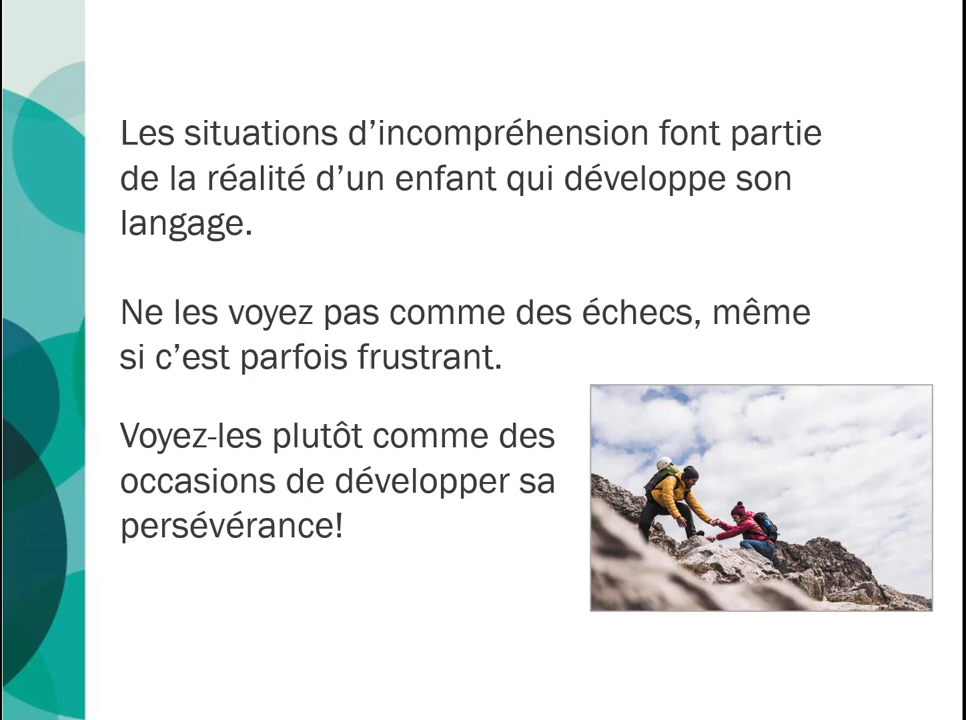 Les situations d’incompréhension font partie
de la réalité d’un enfant qui développe son
langage.
Ne les voyez pas comme des échecs, même
si c’est parfois frustrant.
Voyez-les plutôt comme des
occasions de développer sa
persévérance!